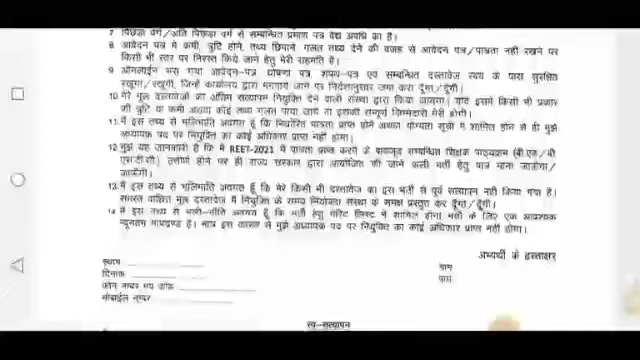 7 पिछड़ा वर्ग/अति पिछड़ा वर्ग से सम्बन्धित प्रमाण पत्र वैद्य अवधि का है।
8 आवेदन पत्र में कमी, त्रुटि होने, तथ्य छिपाने गलत तथ्य देने की वजह से आवेदन पत्र/पात्रता नहीं रखने पर
किसी भी स्तर पर निरस्त किये जाने हेतु मेरी सहमति है।
9 ऑनलाईन भरा गया आवेदन-पत्र घोषणा पत्र, शपथ-पत्र एवं सम्बन्धित दस्तावेज स्वयं के पास सुरक्षित
रखूंगा/रखूंगी, जिन्हें कार्यालय द्वारा मंगवाये जाने पर निर्देशानुसार जमा करा दूंगा/दूंगी।
10 मेरे मूल दस्तावेजों का अंतिम सत्यापन नियुक्ति देने वाली संस्था द्वारा किया जायेगा। यदि इसमें किसी भी प्रकार
की त्रुटि या कमी अथवा कोई तथ्य गलत पाया जाता है तो इसकी सम्पूर्ण जिम्मेदारी मेरी होगी।
11 मैं इस तथ्य से भलिभांति अवगत हूँ कि निर्धारित पात्रता प्राप्त होने अथवा योग्यता सूची में शामिल होने से ही मुझे
अध्यापक पद पर नियुक्ति का कोई अधिकार प्राप्त नहीं होगा।
12 मुझे यह जानकारी है कि मैं REET-2021 में पात्रता प्राप्त करने के बावजूद सम्बन्धित शिक्षक पाठ्यक्रम (बी.एड/बी
एस.टी.सी) उत्तीर्ण होने पर ही राज्य सरकार द्वारा आयोजित की जाने वाली भर्ती हेतु पात्र माना जाऊँगा/
जाऊँगी।
13 मैं इस तथ्य से भलिभांति अवगत हूँ कि मेरे किसी भी दस्तावेज का इस भर्ती से पूर्व सत्यापन नहीं किया गया है।
समस्त वांछित मूल दस्तावेज मैं नियुक्ति के समय नियोक्ता संस्था के समक्ष प्रस्तुत कर दूंगा/दूंगी।
14 मैं इस तथ्य से भली-भाँति अवगत हूँ कि भर्ती हेतु मेरिट लिस्ट में शामिल होना भर्ती के लिए एक आवश्यक
न्यूनतम मापदण्ड है। मात्र इस कारण से मुझे अध्यापक पद पर नियुक्ति का कोई अधिकार प्राप्त नहीं होगा।
अभ्यर्थी के हस्ताक्षर
स्थान
नाम
दिनांक
पता
फोन नम्बर मय कोड
मोबाईल नम्बर
स्व-सत्यापन